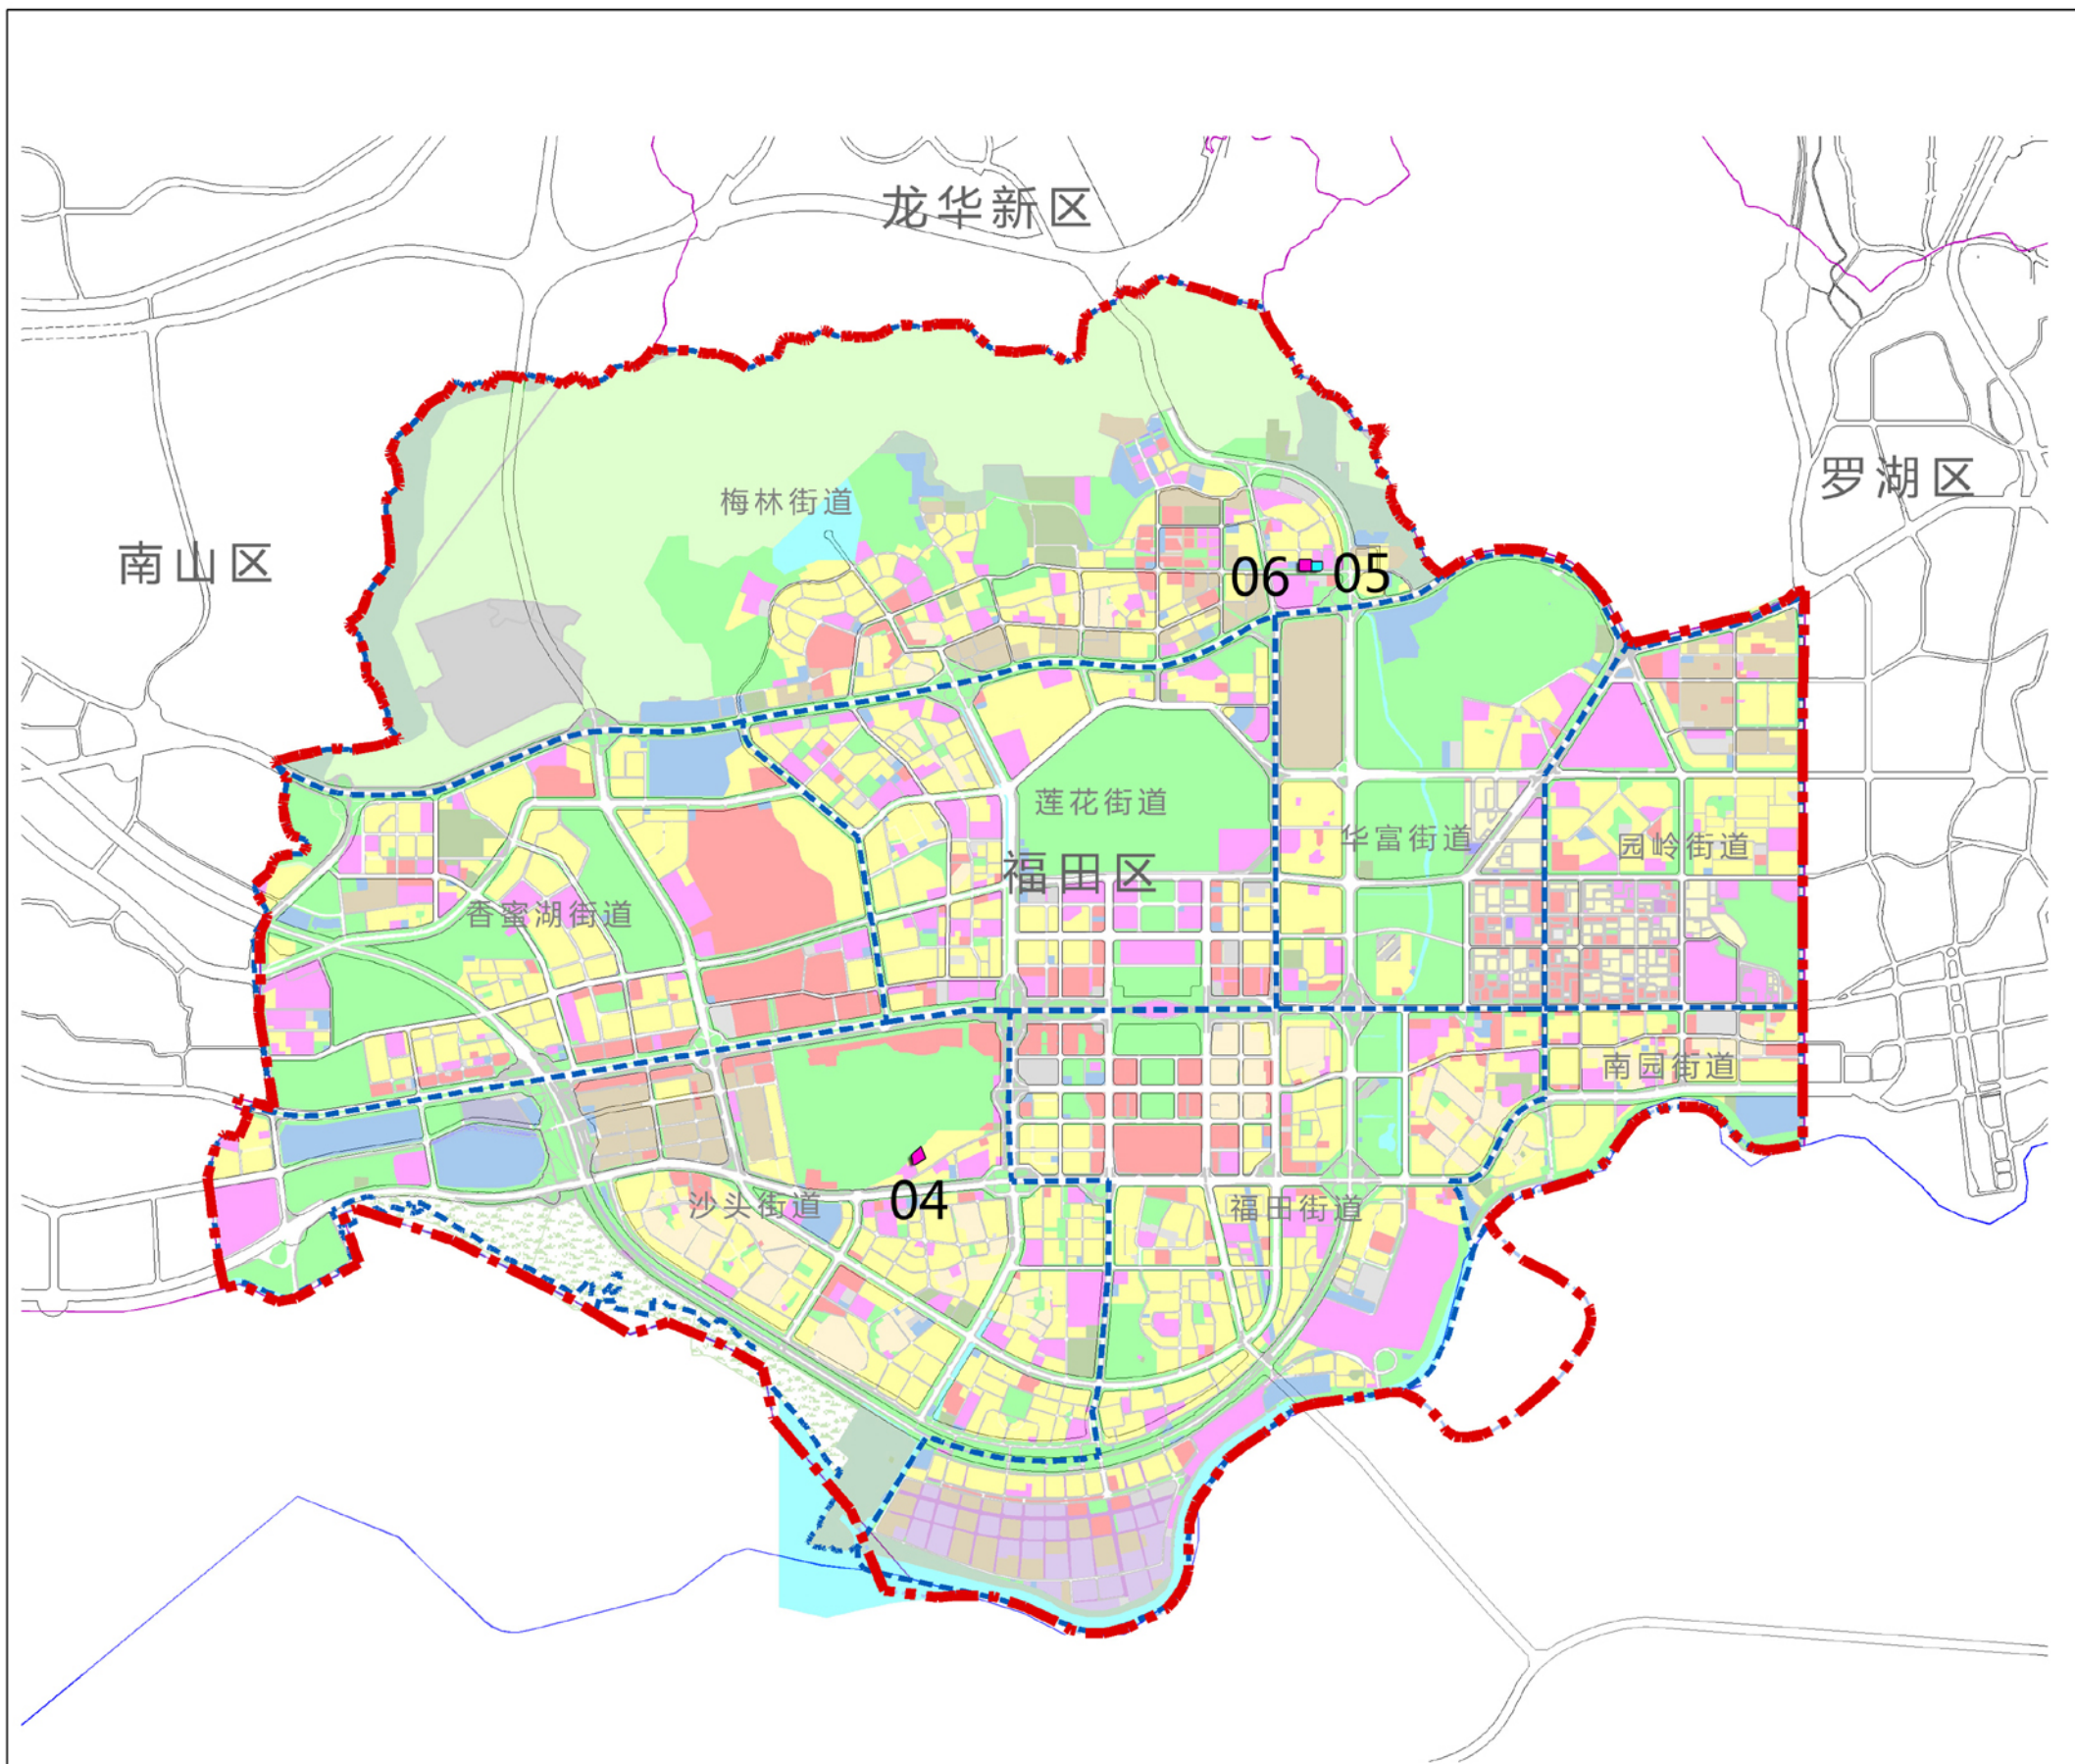 龙华新区
罗湖区
梅林街道
南山区
06
05
莲花街道
华富街道
园岭街道
福田区
香蜜湖街道
南园街道
04
沙头街道
福田街道